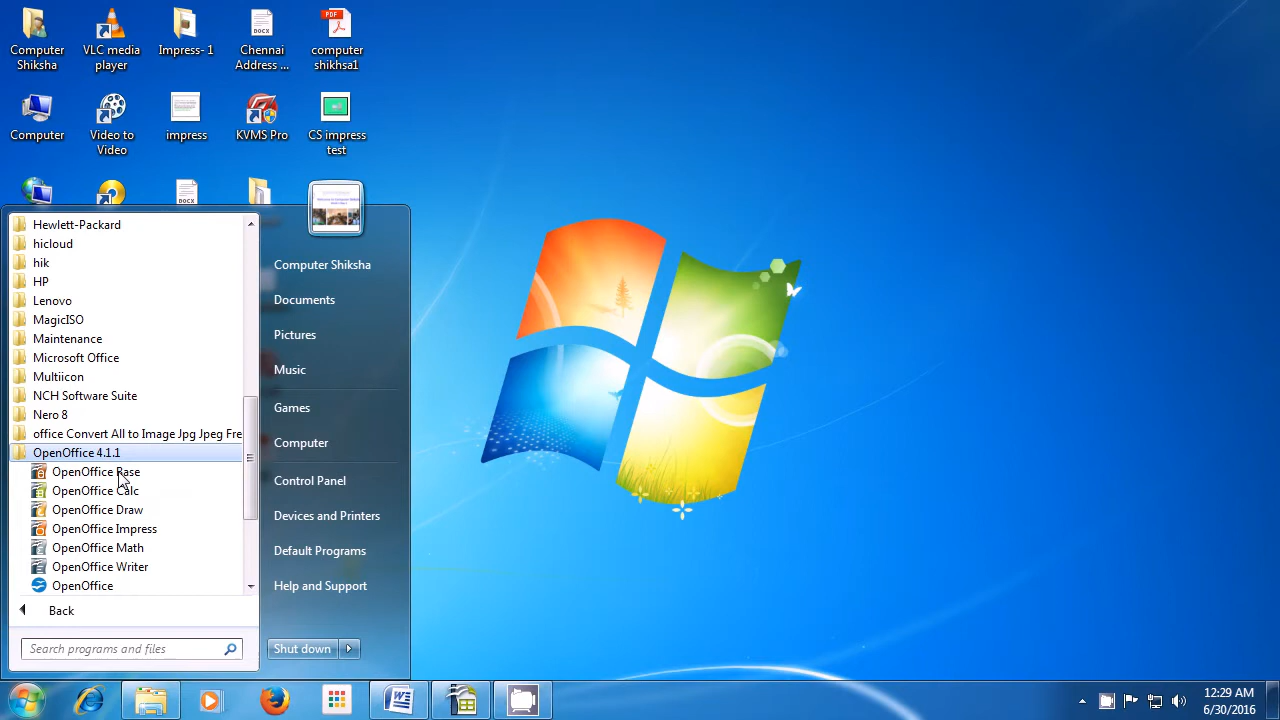 Computer
Shiksha
VLC media
player
Impress- 1
Chennai
Address ...
PDF
computer
shikhsa1
DOCX
Computer
Video to
Video
impress
KVMS Pro
CS impress
test
DOCX
Hewlett-Packard
hicloud
hik
HP
Lenovo
MagicISO
Maintenance
Microsoft Office
Multiicon
NCH Software Suite
Nero 8
office Convert All to Image Jpg Jpeg Fre
OpenOffice 4.1.1
OpenOffice Base
OpenOffice Calc
OpenOffice Draw
OpenOffice Impress
OpenOffice Math
OpenOffice Writer
OpenOffice
Back
Search programs and files
Computer Shiksha
Documents
Pictures
Music
Games
Computer
Control Panel
Devices and Printers
Default Programs
Help and Support
Shut down
12:29 AM
6/30/2016